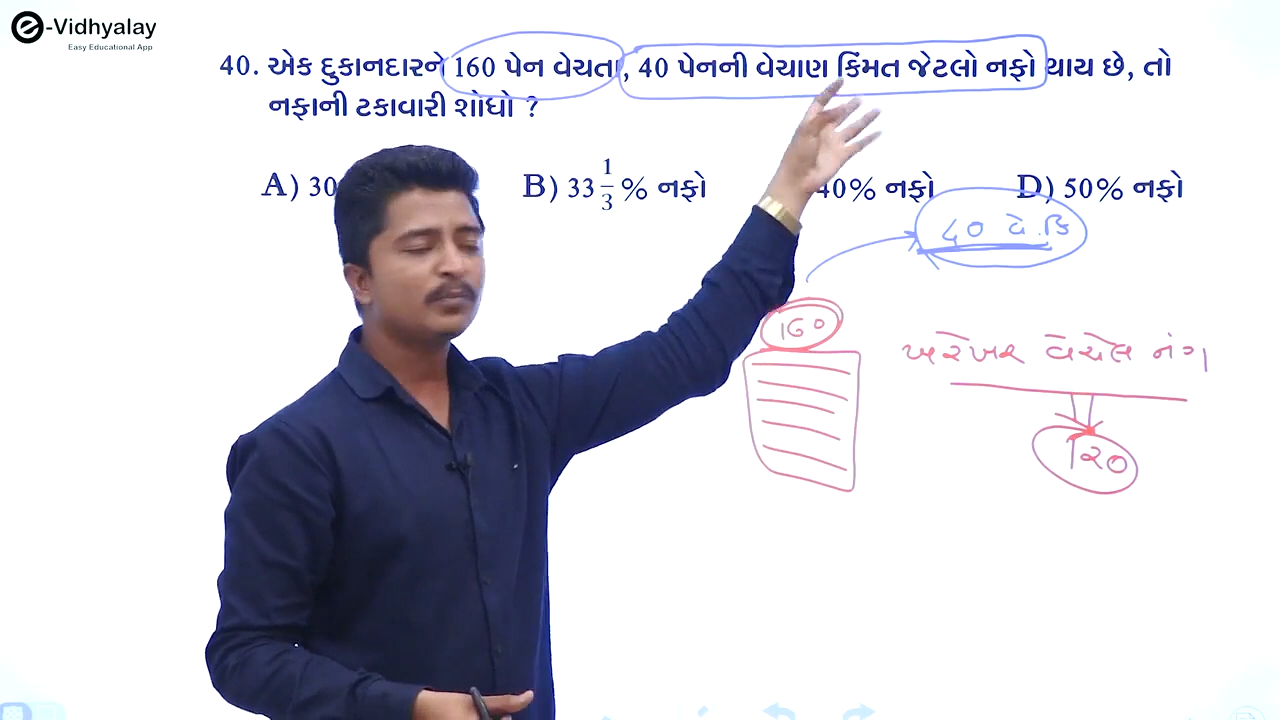 e-Vidhyalay
Easy Educational App
40. એક દુકાનદારને 160 પેન વેચતા, 40 પેનની વેચાણ કિંમત જેટલો નફો થાય છે, તો
નફાની ટકાવારી શોધો ?
A) 30
B) 33 1/3 % નફો
40% નફો
D) 50% નફો
40 વે.કિ
160
ખરેખર વેચેલ નંગ
120